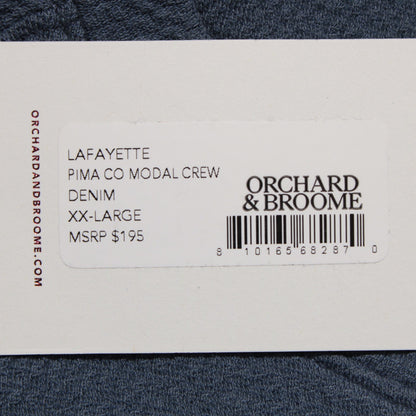 ORCHARDANDBROOME.COM
LAFAYETTE
PIMA CO MODAL CREW
DENIM
XX-LARGE
MSRP $195
ORCHARD
& BROOME
8 10165 68287 0